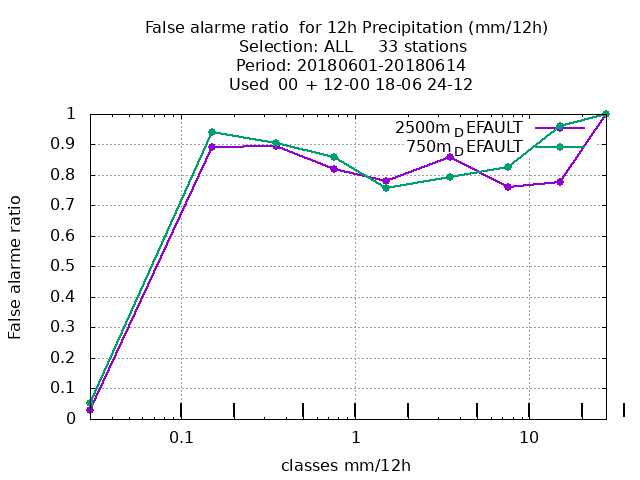 False alarme ratio  for 12h Precipitation (mm/12h)
Selection: ALL     33 stations
Period: 20180601-20180614
Used  00  + 12-00 18-06 24-12
2500m_DEFAULT
750m_DEFAULT
1
0.9
0.8
0.7
0.6
0.5
0.4
0.3
0.2
0.1
0
False alarme ratio
0.1 1 10
classes mm/12h